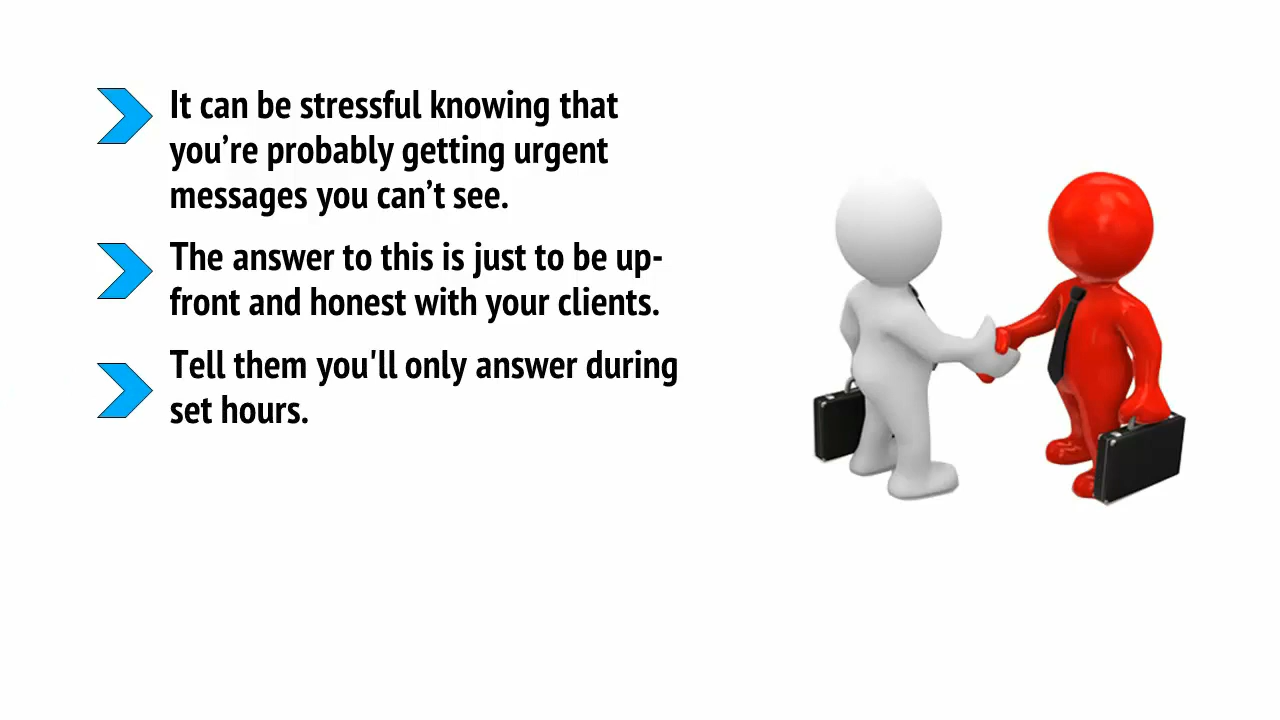 It can be stressful knowing that
you’re probably getting urgent
messages you can’t see.
The answer to this is just to be up-
front and honest with your clients.
Tell them you'll only answer during
set hours.